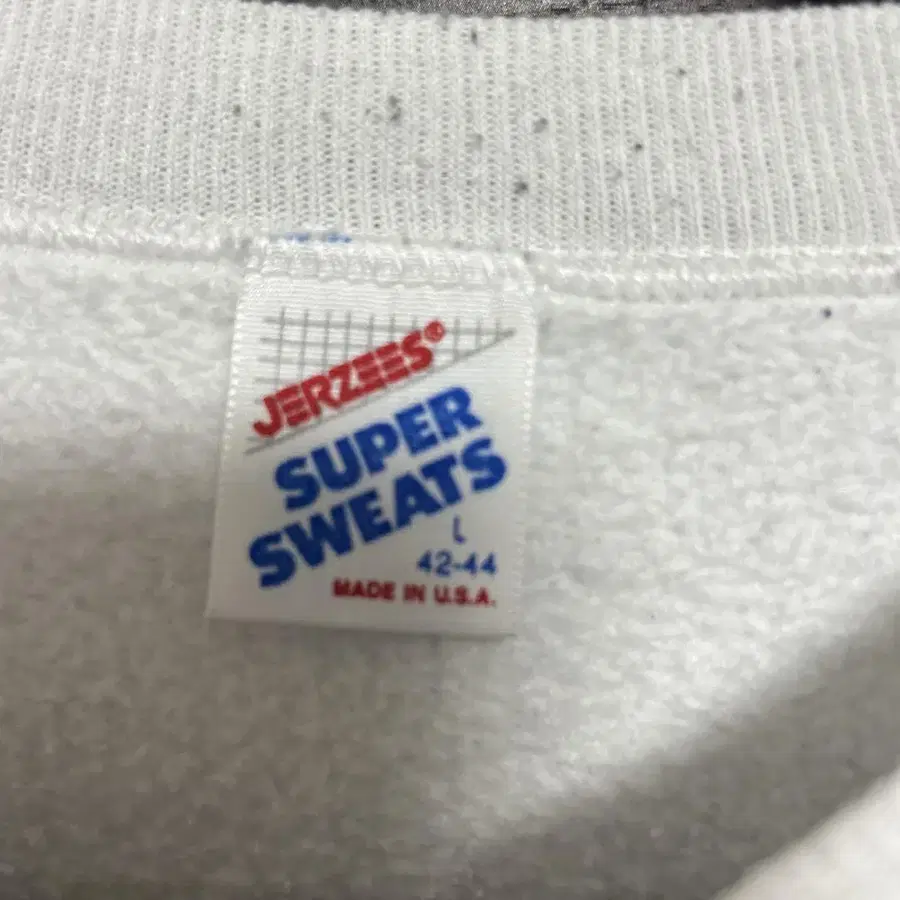 JERZEES®
SUPER
SWEATS
L
42-44
MADE IN U.S.A.